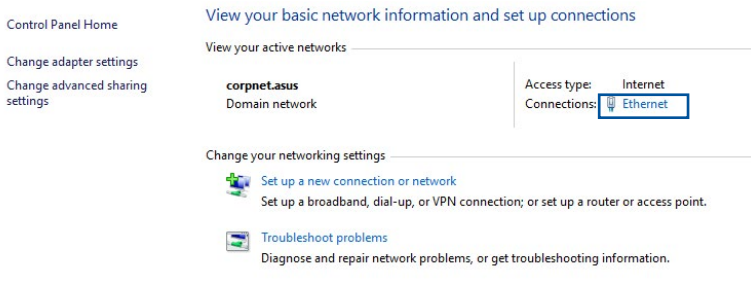 Control Panel Home
Change adapter settings
Change advanced sharing
settings
View your basic network information and set up connections
View your active networks
corpnet.asus
Domain network
Access type: Internet
Connections: Ethernet
Change your networking settings
Set up a new connection or network
Set up a broadband, dial-up, or VPN connection; or set up a router or access point.
Troubleshoot problems
Diagnose and repair network problems, or get troubleshooting information.